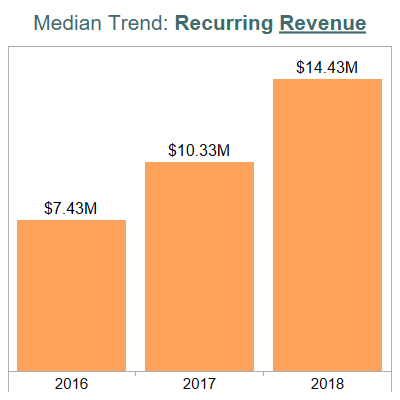 Median Trend: Recurring Revenue
$14.43M
$10.33M
$7.43M
2016 2017 2018